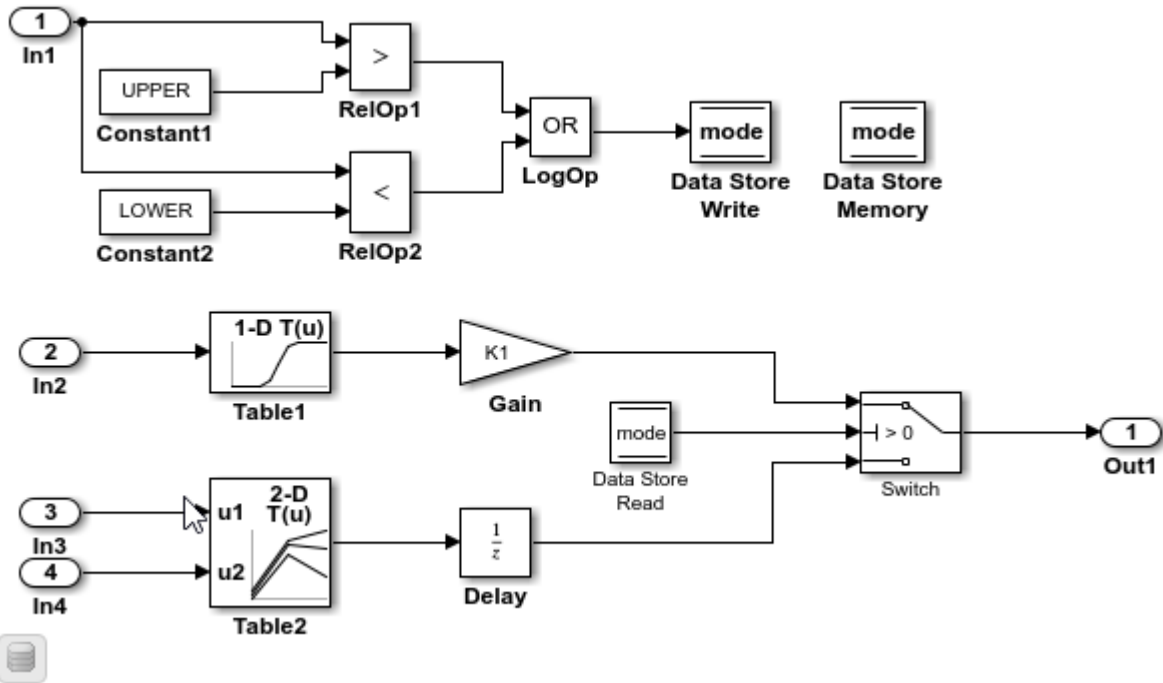 1
In1
UPPER
Constant1
>
RelOp1
LOWER
Constant2
<
RelOp2
OR
LogOp
mode
Data Store
Write
mode
Data Store
Memory
2
In2
1-D T(u)
Table1
K1
Gain
mode
Data Store
Read
> 0
Switch
1
Out1
3
In3
4
In4
u1
u2
2-D
T(u)
Table2
1
z
Delay